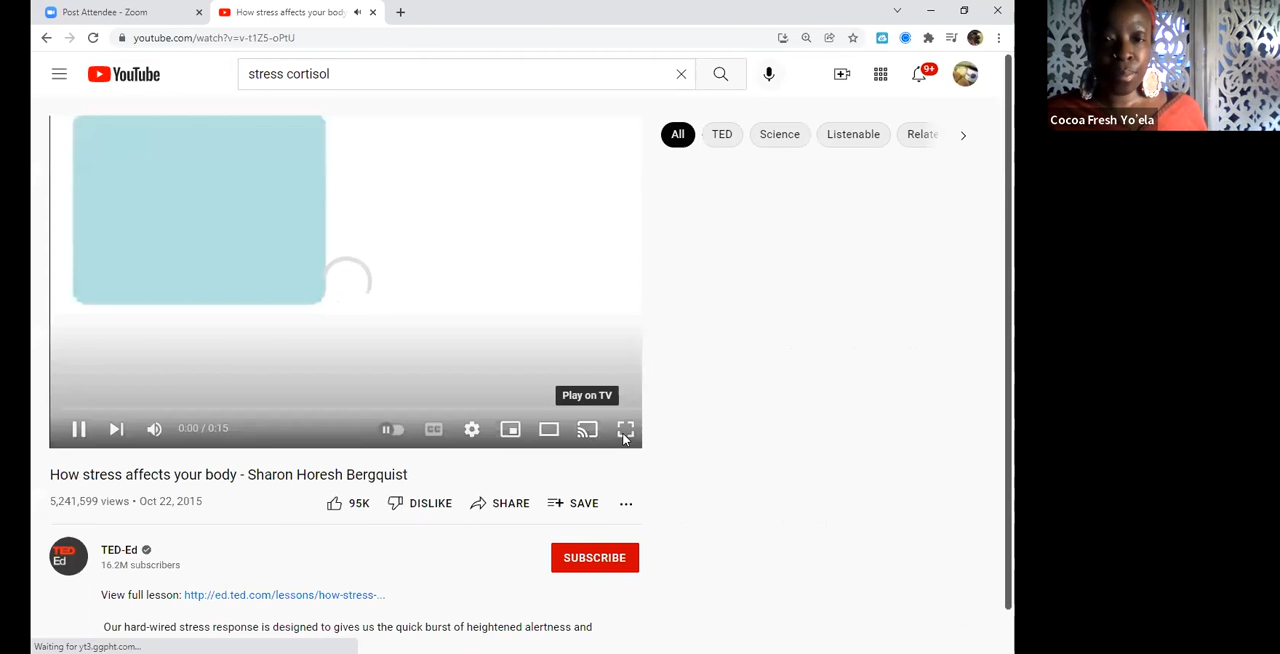 Post Attendee - Zoom
How stress affects your body
youtube.com/watch?v=v-t1Z5-oPtU
YouTube
stress cortisol
9+
Cocoa Fresh Yo'ela
All
TED
Science
Listenable
Relate
Play on TV
0:00 / 0:15
CC
How stress affects your body - Sharon Horesh Bergquist
5,241,599 views • Oct 22, 2015
95K
DISLIKE
SHARE
SAVE
TED Ed
TED-Ed
16.2M subscribers
SUBSCRIBE
View full lesson: http://ed.ted.com/lessons/how-stress-...
Our hard-wired stress response is designed to gives us the quick burst of heightened alertness and
Waiting for yt3.ggpht.com...